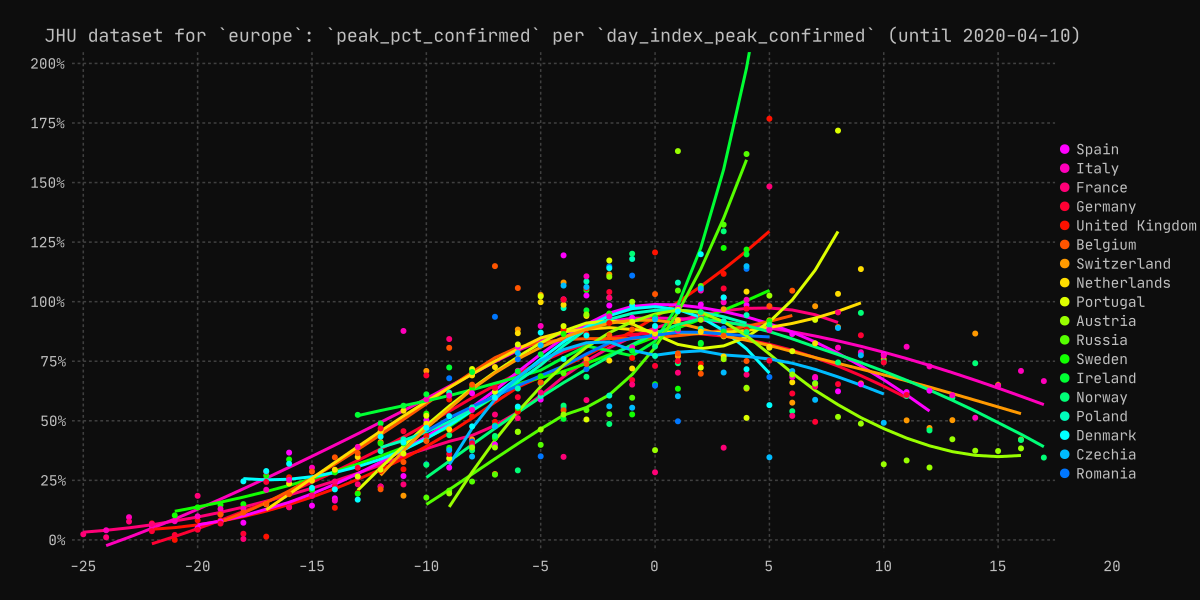 JHU dataset for `europe`: `peak_pct_confirmed` per `day_index_peak_confirmed` (until 2020-04-10)
200%
175%
150%
125%
100%
75%
50%
25%
0%
Spain
Italy
France
Germany
United Kingdom
Belgium
Switzerland
Netherlands
Portugal
Austria
Russia
Sweden
Ireland
Norway
Poland
Denmark
Czechia
Romania
-25 -20 -15 -10 -5 0 5 10 15 20